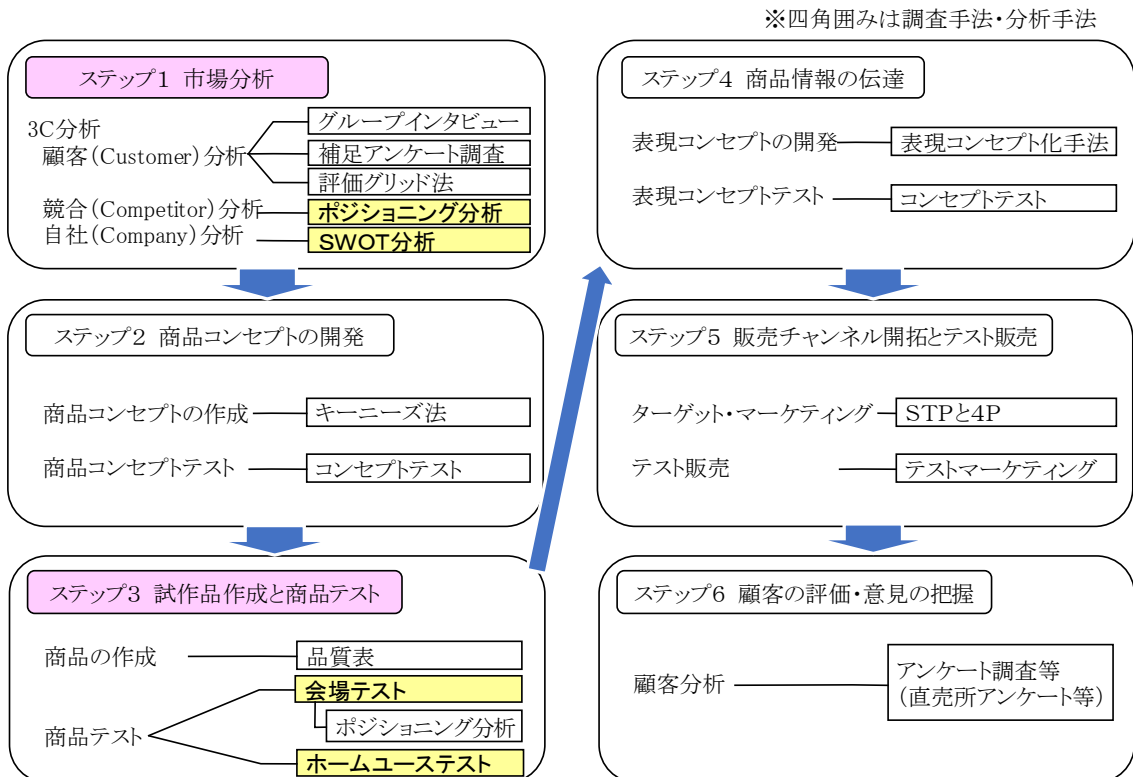 ※四角囲みは調査手法・分析手法
ステップ1 市場分析
3C分析
顧客(Customer)分析
グループインタビュー
補足アンケート調査
評価グリッド法
競合(Competitor)分析
ポジショニング分析
自社(Company)分析
SWOT分析
ステップ2 商品コンセプトの開発
商品コンセプトの作成
キーニーズ法
商品コンセプトテスト
コンセプトテスト
ステップ3 試作品作成と商品テスト
商品の作成
品質表
商品テスト
会場テスト
ポジショニング分析
ホームユーステスト
ステップ4 商品情報の伝達
表現コンセプトの開発
表現コンセプト化手法
表現コンセプトテスト
コンセプトテスト
ステップ5 販売チャンネル開拓とテスト販売
ターゲット・マーケティング
STPと4P
テスト販売
テストマーケティング
ステップ6 顧客の評価・意見の把握
顧客分析
アンケート調査等
(直売所アンケート等)